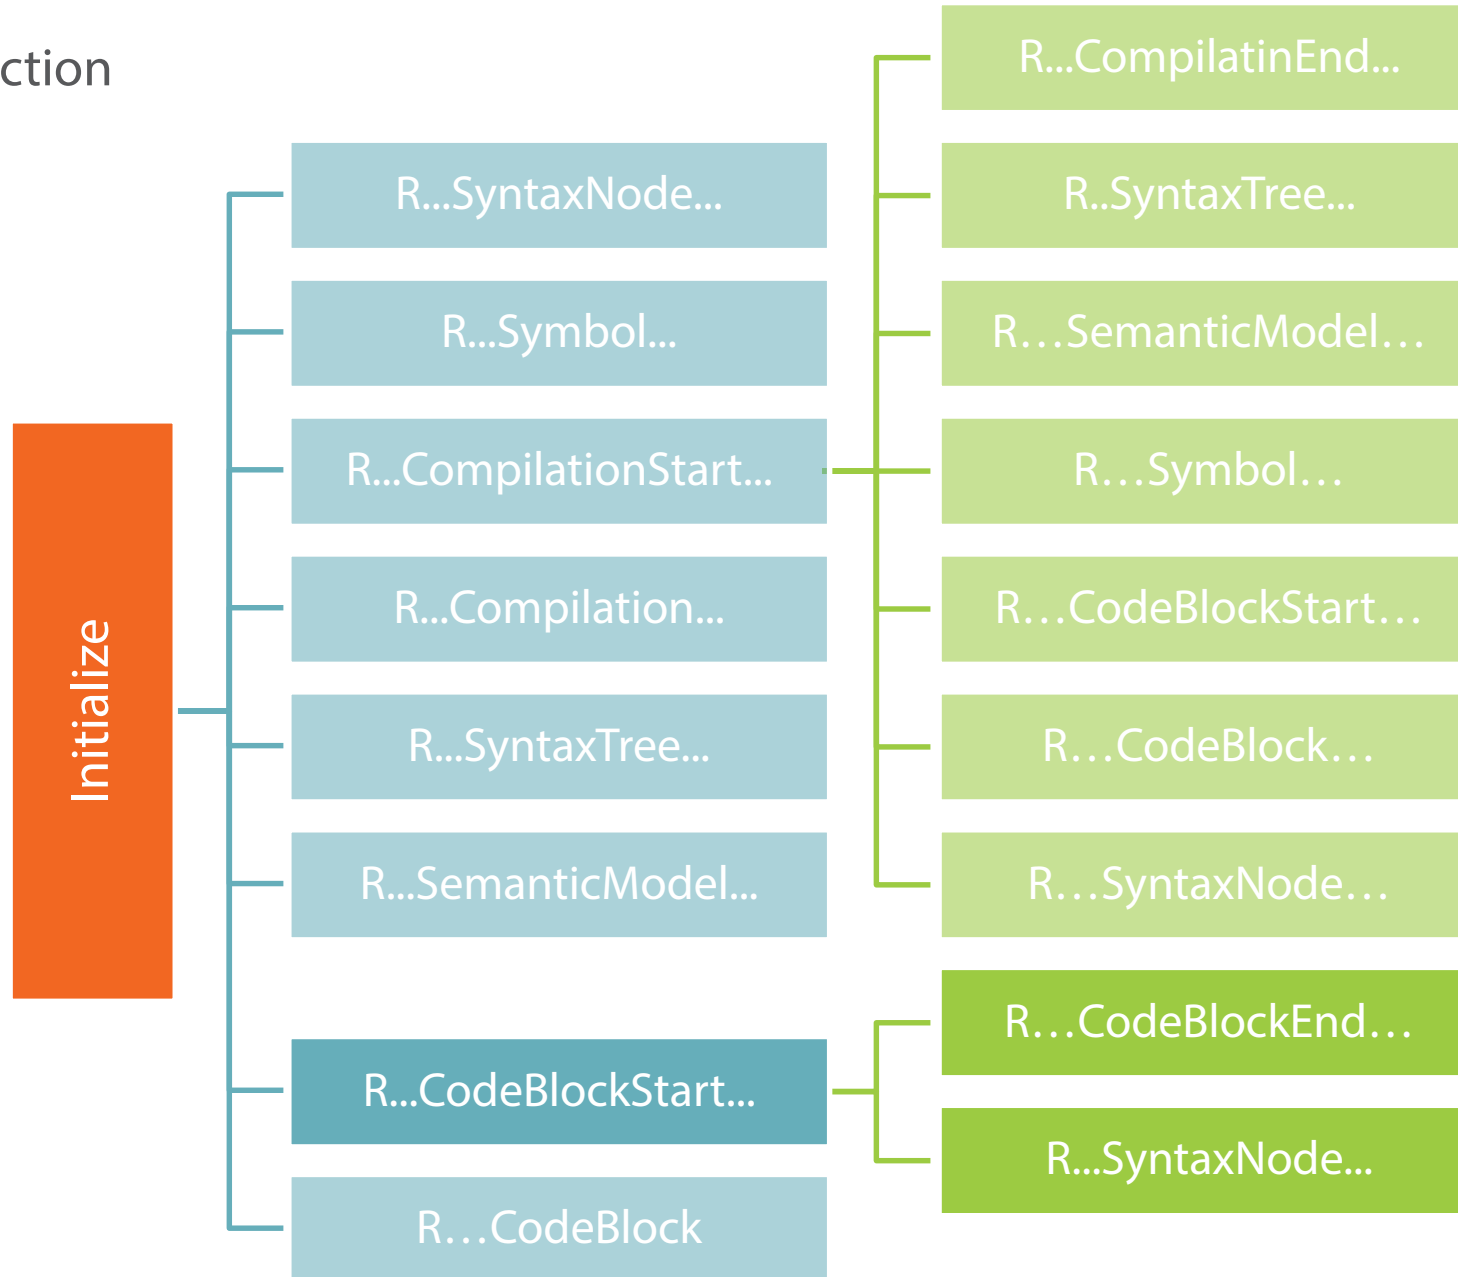 ction
Initialize
R...SyntaxNode...
R...Symbol...
R...CompilationStart...
R...Compilation...
R...SyntaxTree...
R...SemanticModel...
R...CodeBlockStart...
R…CodeBlock
R...CompilatinEnd...
R..SyntaxTree...
R…SemanticModel…
R…Symbol…
R…CodeBlockStart…
R…CodeBlock…
R…SyntaxNode…
R…CodeBlockEnd…
R...SyntaxNode...